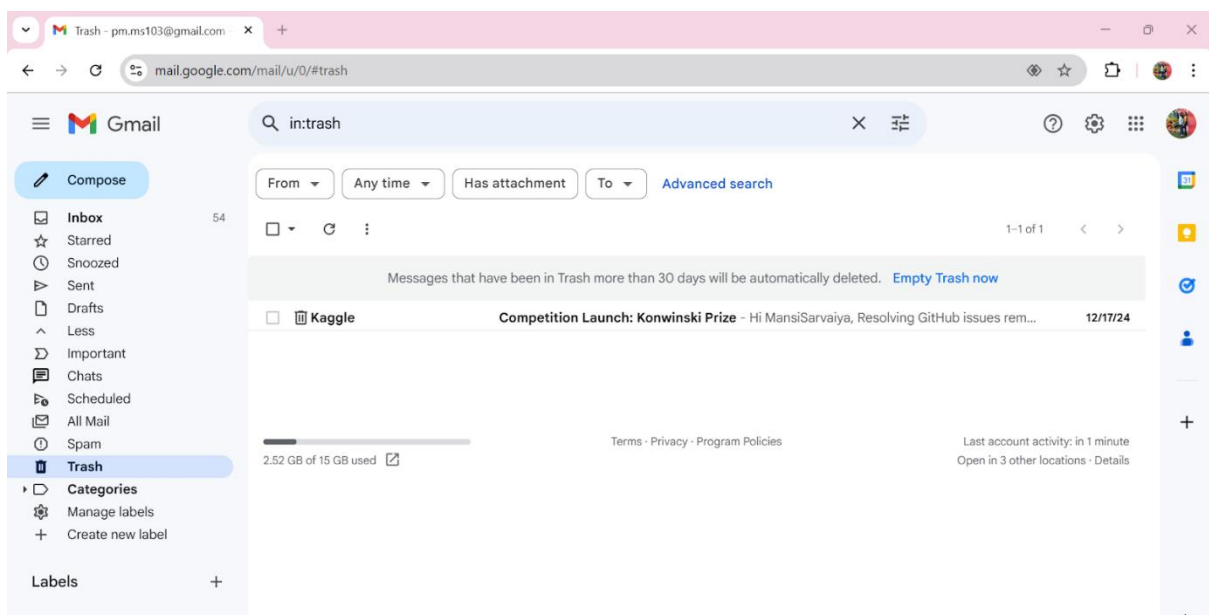 Trash - pm.ms103@gmail.com
mail.google.com/mail/u/0/#trash
Gmail
in:trash
Compose
Inbox 54
Starred
Snoozed
Sent
Drafts
Less
Important
Chats
Scheduled
All Mail
Spam
Trash
Categories
Manage labels
Create new label
Labels
From Any time Has attachment To Advanced search
1–1 of 1
Messages that have been in Trash more than 30 days will be automatically deleted. Empty Trash now
Kaggle Competition Launch: Konwinski Prize - Hi MansiSarvaiya, Resolving GitHub issues rem... 12/17/24
2.52 GB of 15 GB used
Terms · Privacy · Program Policies
Last account activity: in 1 minute
Open in 3 other locations · Details
31